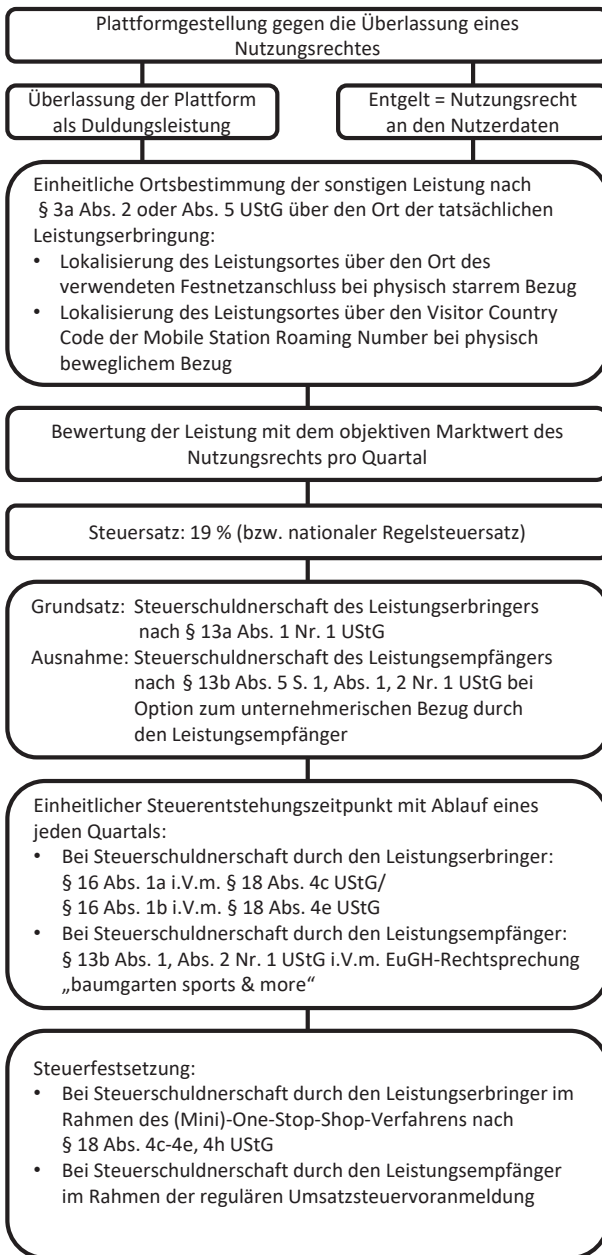 Plattformgestellung gegen die Überlassung eines
Nutzungsrechtes
Überlassung der Plattform
als Duldungsleistung
Entgelt = Nutzungsrecht
an den Nutzerdaten
Einheitliche Ortsbestimmung der sonstigen Leistung nach
§ 3a Abs. 2 oder Abs. 5 UStG über den Ort der tatsächlichen
Leistungserbringung:
• Lokalisierung des Leistungsortes über den Ort des
verwendeten Festnetzanschluss bei physisch starrem Bezug
• Lokalisierung des Leistungsortes über den Visitor Country
Code der Mobile Station Roaming Number bei physisch
beweglichem Bezug
Bewertung der Leistung mit dem objektiven Marktwert des
Nutzungsrechts pro Quartal
Steuersatz: 19 % (bzw. nationaler Regelsteuersatz)
Grundsatz: Steuerschuldnerschaft des Leistungserbringers
nach § 13a Abs. 1 Nr. 1 UStG
Ausnahme: Steuerschuldnerschaft des Leistungsempfängers
nach § 13b Abs. 5 S. 1, Abs. 1, 2 Nr. 1 UStG bei
Option zum unternehmerischen Bezug durch
den Leistungsempfänger
Einheitlicher Steuerentstehungszeitpunkt mit Ablauf eines
jeden Quartals:
• Bei Steuerschuldnerschaft durch den Leistungserbringer:
§ 16 Abs. 1a i.V.m. § 18 Abs. 4c UStG/
§ 16 Abs. 1b i.V.m. § 18 Abs. 4e UStG
• Bei Steuerschuldnerschaft durch den Leistungsempfänger:
§ 13b Abs. 1, Abs. 2 Nr. 1 UStG i.V.m. EuGH-Rechtsprechung
„baumgarten sports & more“
Steuerfestsetzung:
• Bei Steuerschuldnerschaft durch den Leistungserbringer im
Rahmen des (Mini)-One-Stop-Shop-Verfahrens nach
§ 18 Abs. 4c-4e, 4h UStG
• Bei Steuerschuldnerschaft durch den Leistungsempfänger
im Rahmen der regulären Umsatzsteuervoranmeldung